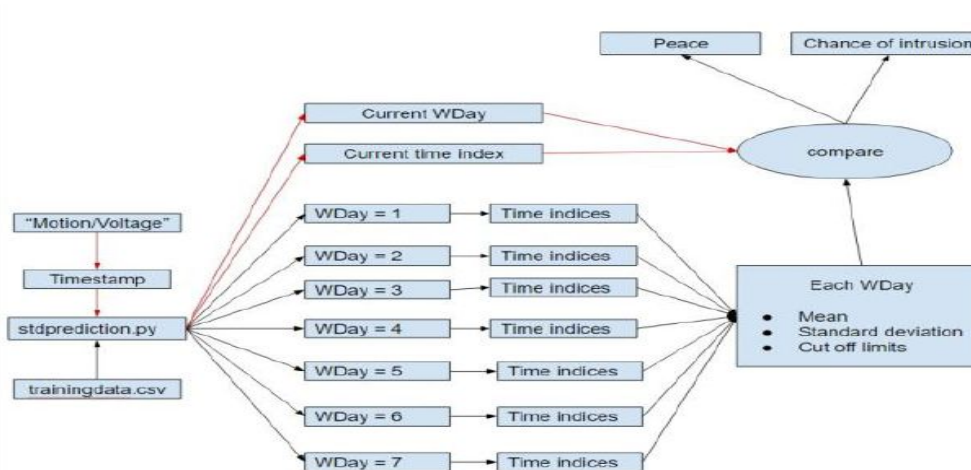 Peace
Chance of intrusion
Current WDay
Current time index
compare
"Motion/Voltage"
Timestamp
stdprediction.py
trainingdata.csv
WDay = 1
Time indices
WDay = 2
Time indices
WDay = 3
Time indices
WDay = 4
Time indices
WDay = 5
Time indices
WDay = 6
Time indices
WDay = 7
Time indices
Each WDay
● Mean
● Standard deviation
● Cut off limits